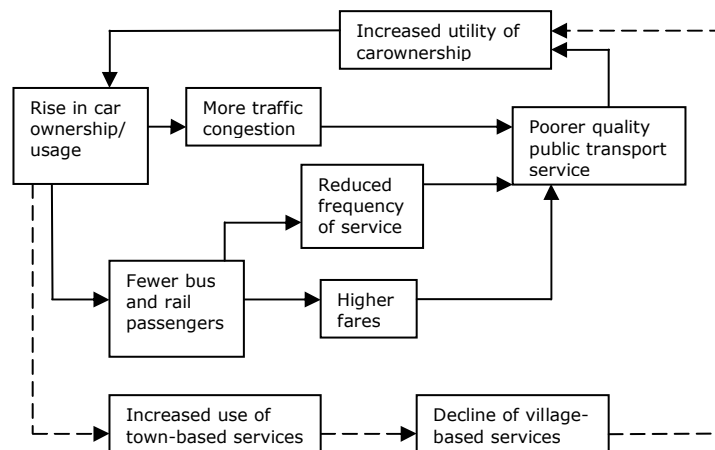 Increased utility of
carownership
Rise in car
ownership/
usage
More traffic
congestion
Poorer quality
public transport
service
Reduced
frequency
of service
Fewer bus
and rail
passengers
Higher
fares
Increased use of
town-based services
Decline of village-
based services